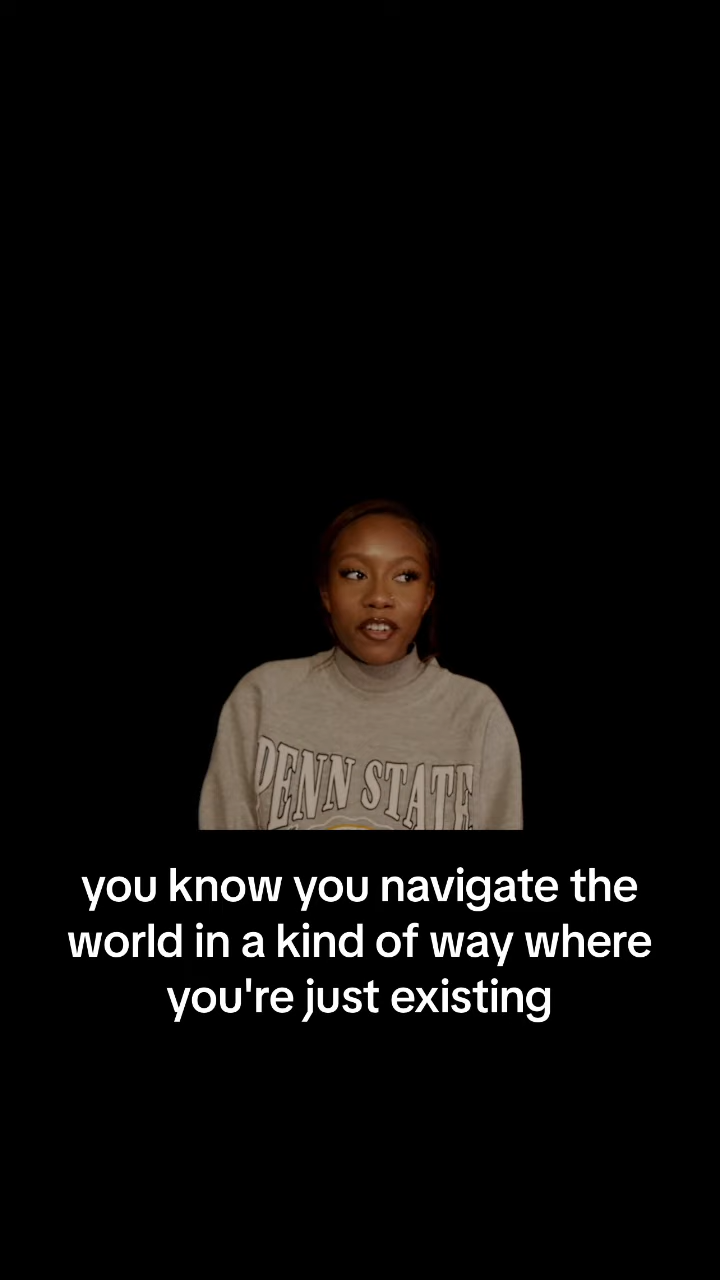 PENN STATE
you know you navigate the
world in a kind of way where
you're just existing